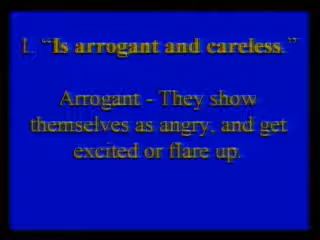 1. “Is arrogant and careless.”
Arrogant - They show
themselves as angry, and get
excited or flare up.